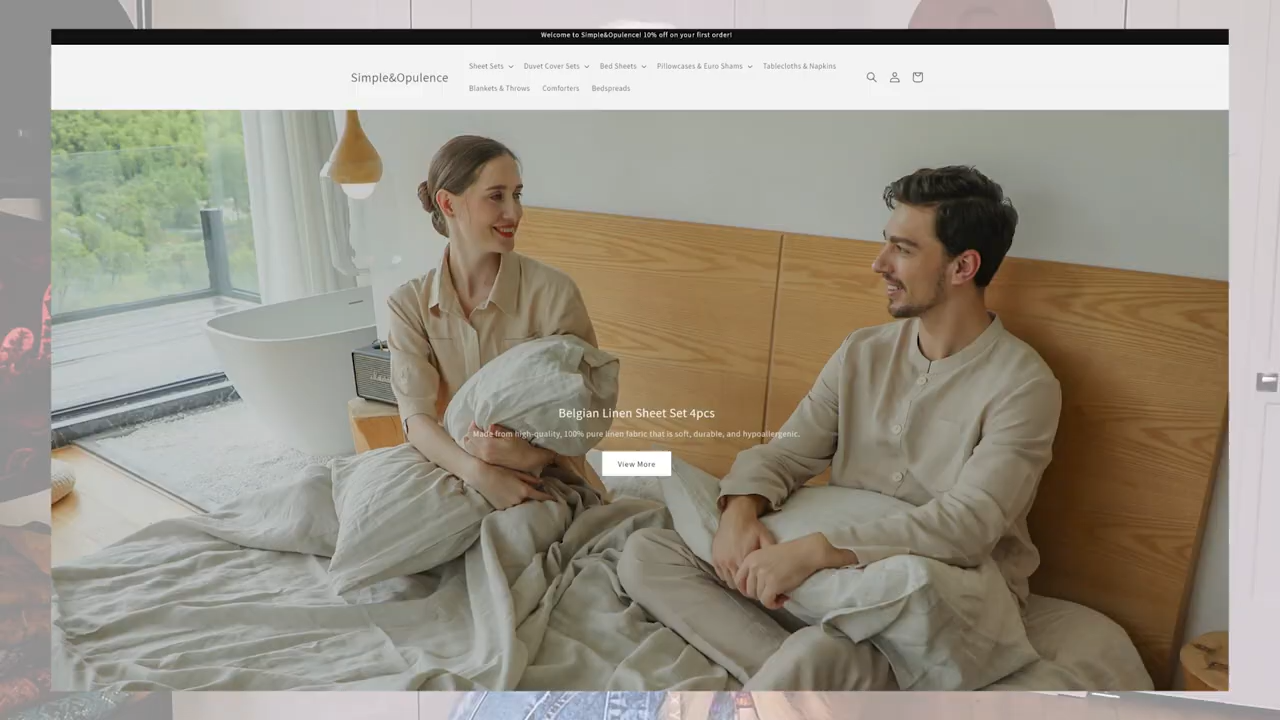 Welcome to Simple&Opulence! 10% off on your first order!
Simple&Opulence
Sheet Sets Duvet Cover Sets Bed Sheets Pillowcases & Euro Shams Tablecloths & Napkins
Blankets & Throws Comforters Bedspreads
Belgian Linen Sheet Set 4pcs
Made from high-quality, 100% pure linen fabric that is soft, durable, and hypoallergenic.
View More